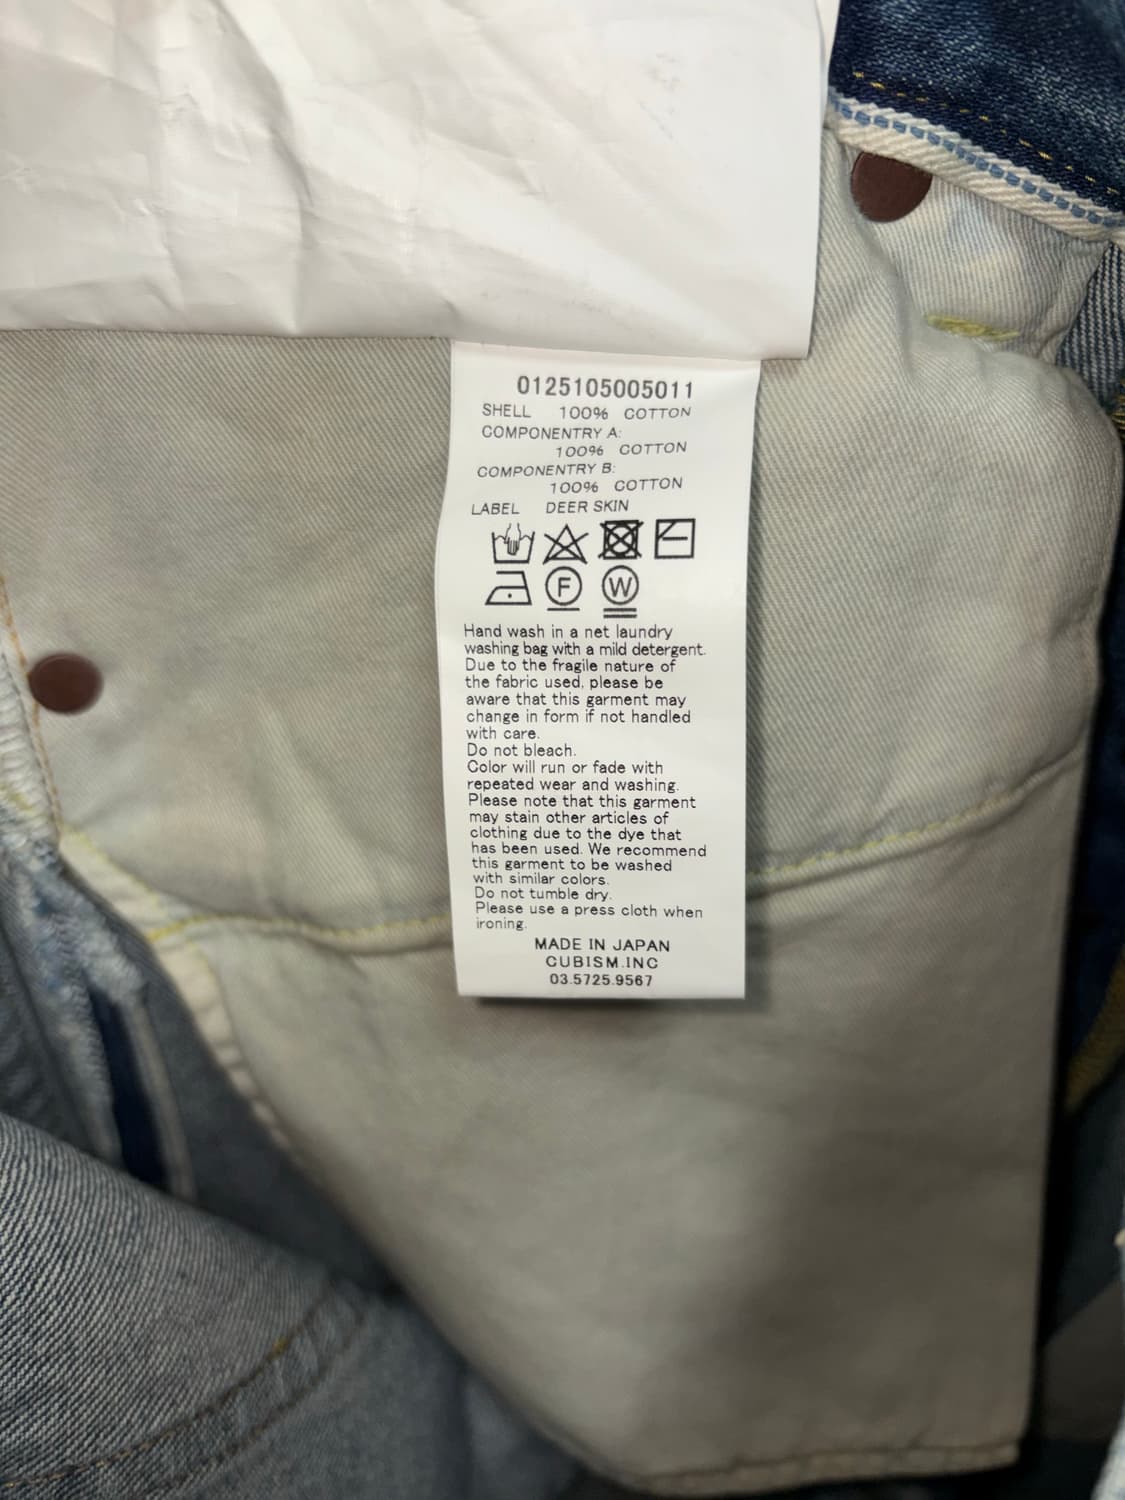 0125105005011
SHELL 100% COTTON
COMPONENTRY A:
100% COTTON
COMPONENTRY B:
100% COTTON
LABEL DEER SKIN
F W
Hand wash in a net laundry
washing bag with a mild detergent.
Due to the fragile nature of
the fabric used, please be
aware that this garment may
change in form if not handled
with care.
Do not bleach.
Color will run or fade with
repeated wear and washing.
Please note that this garment
may stain other articles of
clothing due to the dye that
has been used. We recommend
this garment to be washed
with similar colors.
Do not tumble dry.
Please use a press cloth when
ironing.
MADE IN JAPAN
CUBISM.INC
03.5725.9567